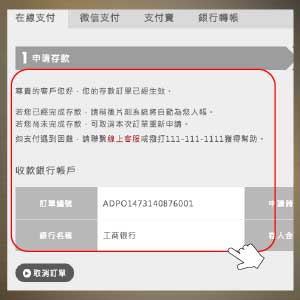 在線支付 微信支付 支付寶 銀行轉帳
1 申請存款
尊貴的客戶您好，您的存款訂單已經生效。
若您已經完成存款，請稍後片刻系統將自動為您入帳。
若您尚未完成存款，可取消本次訂單重新申請。
如支付遇到困難，請聯繫線上客服或撥打111-111-1111獲得幫助。
收款銀行帳戶
訂單編號 ADPO1473140876001 申請
銀行名稱 工商銀行
取消訂單